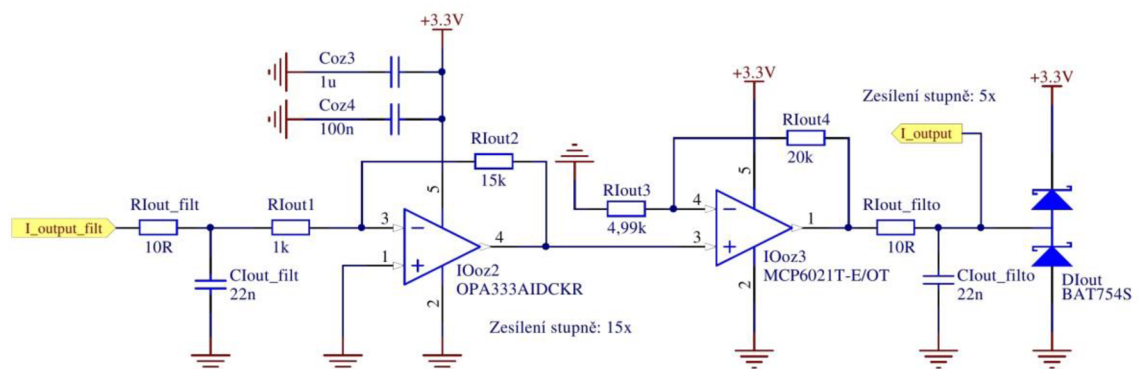 +3.3V
Coz3
1u
Coz4
100n
+3.3V
Zesílení stupně: 5x
+3.3V
I_output
RIout2
15k
RIout4
20k
5
5
RIout3
4,99k
I_output_filt
RIout_filt
10R
RIout1
1k
3
4
1
4
3
1
RIout_filto
10R
CIout_filt
22n
IOoz2
OPA333AIDCKR
2
IOoz3
MCP6021T-E/OT
2
CIout_filto
22n
DIout
BAT754S
Zesílení stupně: 15x